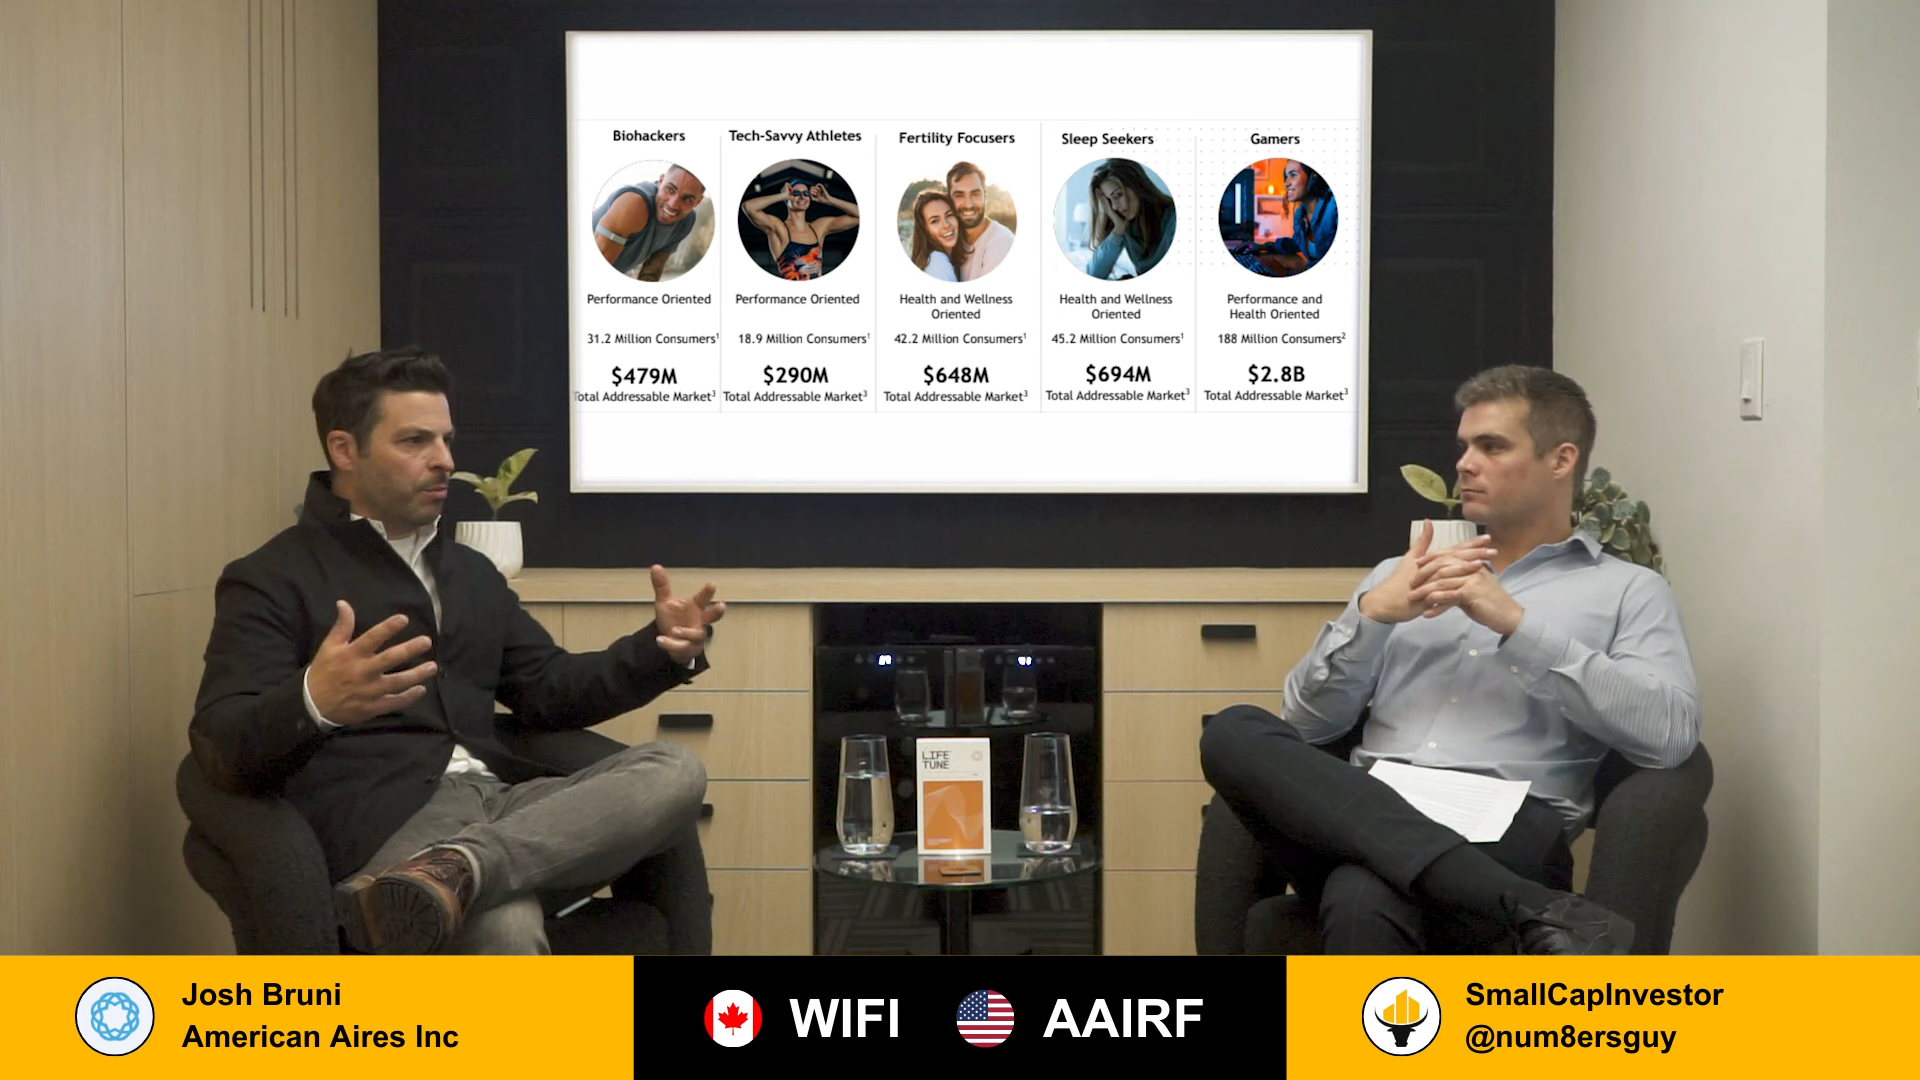 Biohackers
Performance Oriented
31.2 Million Consumers¹
$479M
Total Addressable Market³
Tech-Savvy Athletes
Performance Oriented
18.9 Million Consumers¹
$290M
Total Addressable Market³
Fertility Focusers
Health and Wellness
Oriented
42.2 Million Consumers¹
$648M
Total Addressable Market³
Sleep Seekers
Health and Wellness
Oriented
45.2 Million Consumers¹
$694M
Total Addressable Market³
Gamers
Performance and
Health Oriented
188 Million Consumers²
$2.8B
Total Addressable Market³
LIFE
TUNE
Josh Bruni
American Aires Inc
WIFI
AAIRF
SmallCapInvestor
@num8ersguy